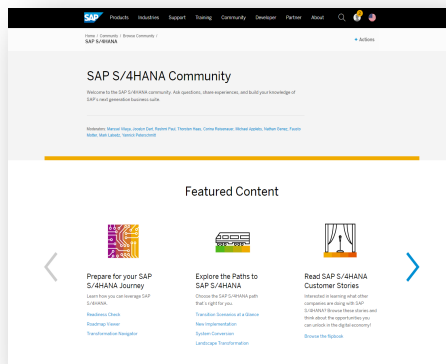 SAP Products Industries Support Training Community Developer Partner About
Home / Community / Browse Community /
SAP S/4HANA
+ Actions
SAP S/4HANA Community
Welcome to the SAP S/4HANA community. Ask questions, share experiences, and build your knowledge of
SAP's next generation business suite.
Moderators:
Featured Content
Prepare for your SAP
S/4HANA Journey
Learn how you can leverage SAP
S/4HANA.
Readiness Check
Roadmap Viewer
Transformation Navigator
Explore the Paths to
SAP S/4HANA
Choose the SAP S/4HANA path
that's right for you.
Transition Scenarios at a Glance
New Implementation
System Conversion
Landscape Transformation
Read SAP S/4HANA
Customer Stories
Interested in learning what other
companies are doing with SAP
S/4HANA? Browse these stories and
think about the opportunities you
can unlock in the digital economy!
Browse the flipbook